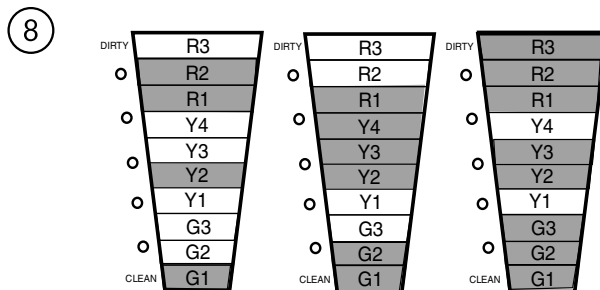 8
DIRTY R3
R2
R1
Y4
Y3
Y2
Y1
G3
G2
CLEAN G1
DIRTY R3
R2
R1
Y4
Y3
Y2
Y1
G3
G2
CLEAN G1
DIRTY R3
R2
R1
Y4
Y3
Y2
Y1
G3
G2
CLEAN G1